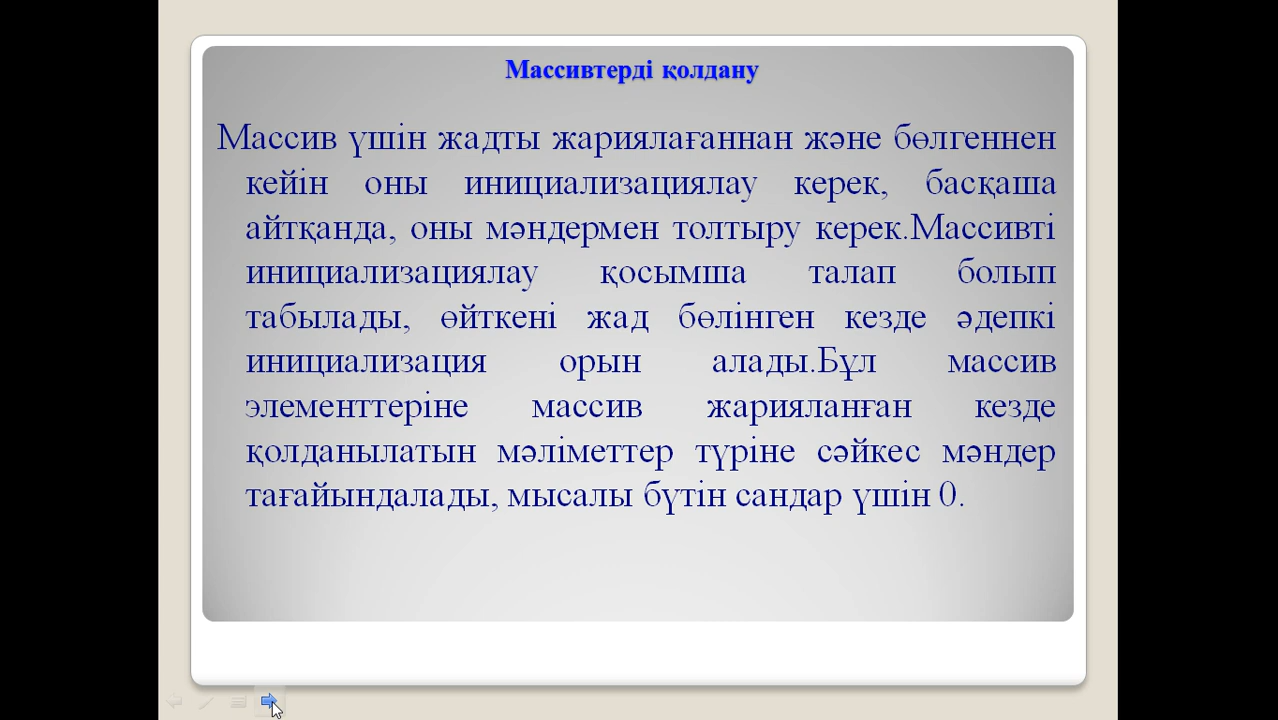 Массивтерді қолдану
Массив үшін жадты жариялағаннан және бөлгеннен
кейін оны инициализациялау керек, басқаша
айтқанда, оны мәндермен толтыру керек.Массивті
инициализациялау қосымша талап болып
табылады, өйткені жад бөлінген кезде әдепкі
инициализация орын алады.Бұл массив
элементтеріне массив жарияланған кезде
қолданылатын мәліметтер түріне сәйкес мәндер
тағайындалады, мысалы бүтін сандар үшін 0.